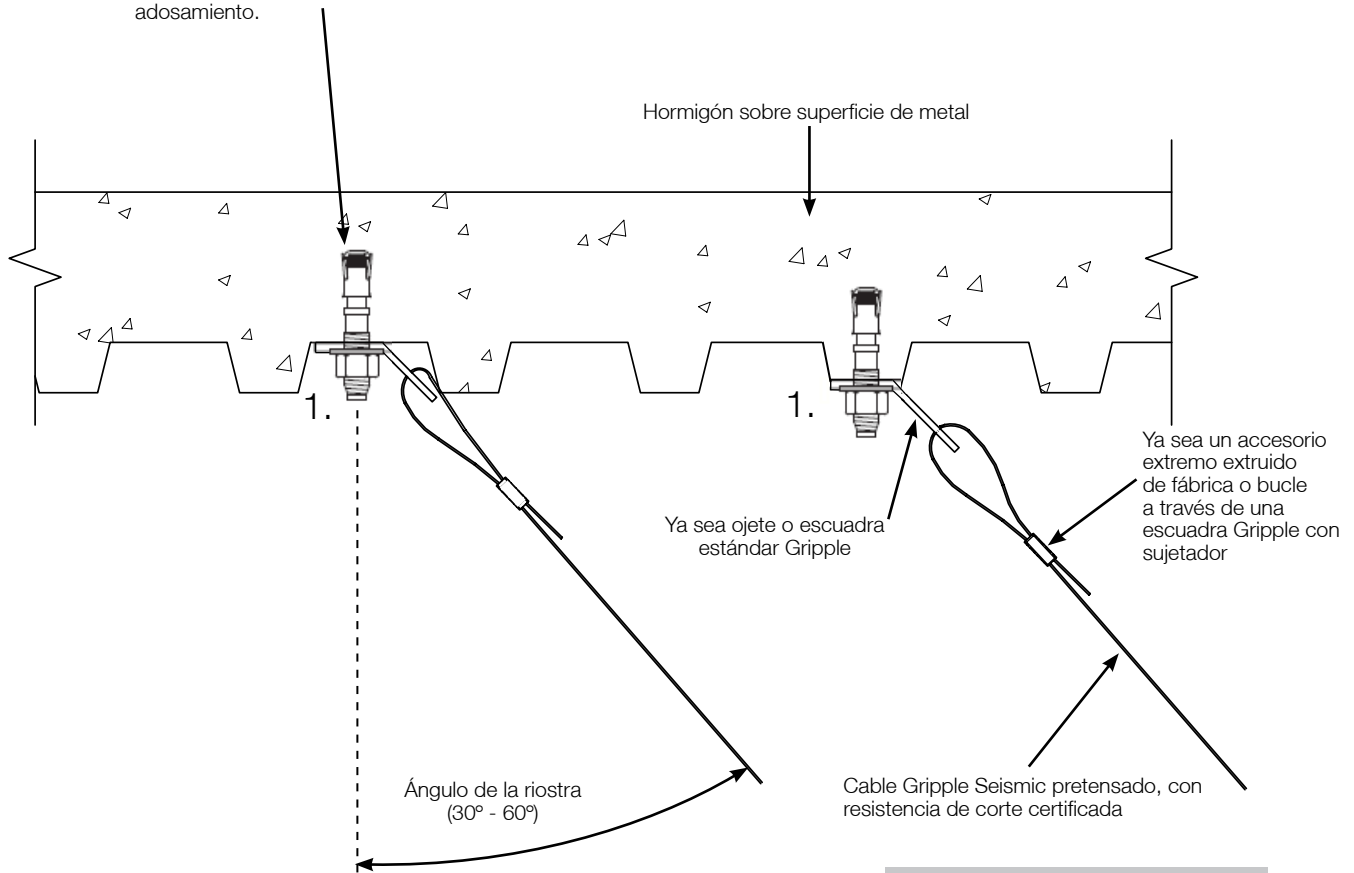 adosamiento.
Hormigón sobre superficie de metal
1.
1.
Ya sea ojete o escuadra
estándar Gripple
Ya sea un accesorio
extremo extruido
de fábrica o bucle
a través de una
escuadra Gripple con
sujetador
Ángulo de la riostra
(30º - 60º)
Cable Gripple Seismic pretensado, con
resistencia de corte certificada